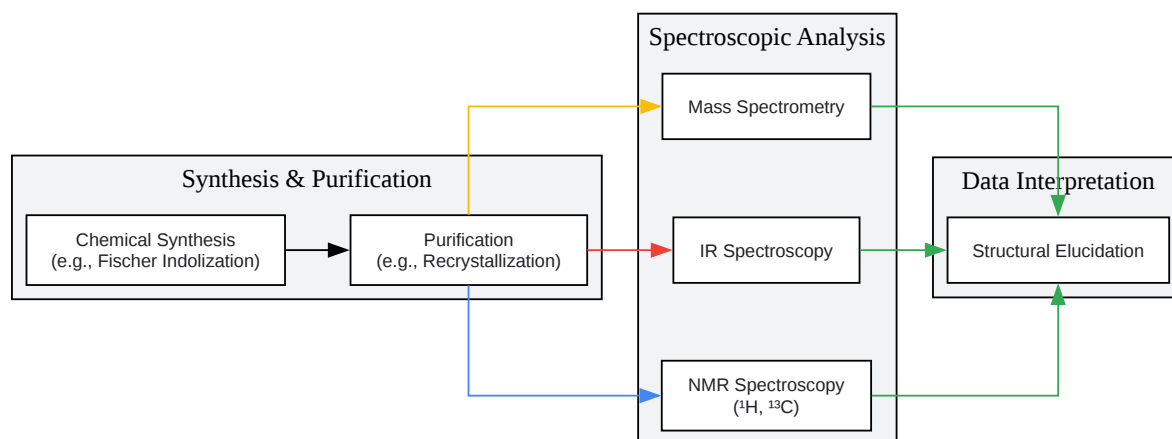 Synthesis & Purification
Chemical Synthesis
(e.g., Fischer Indolization)
Purification
(e.g., Recrystallization)
Spectroscopic Analysis
Mass Spectrometry
IR Spectroscopy
NMR Spectroscopy
(¹H, ¹³C)
Data Interpretation
Structural Elucidation